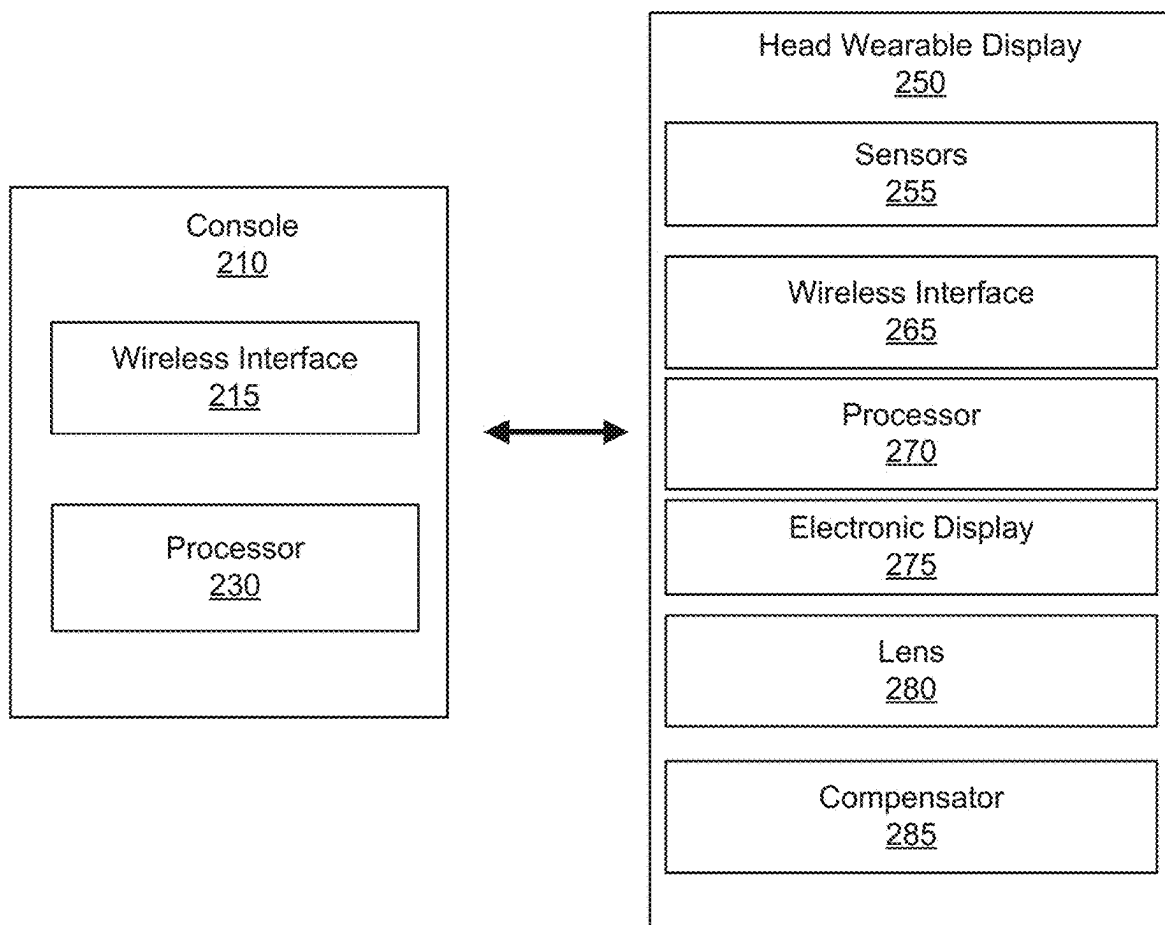 Console
210
Wireless Interface
215
Processor
230
Head Wearable Display
250
Sensors
255
Wireless Interface
265
Processor
270
Electronic Display
275
Lens
280
Compensator
285